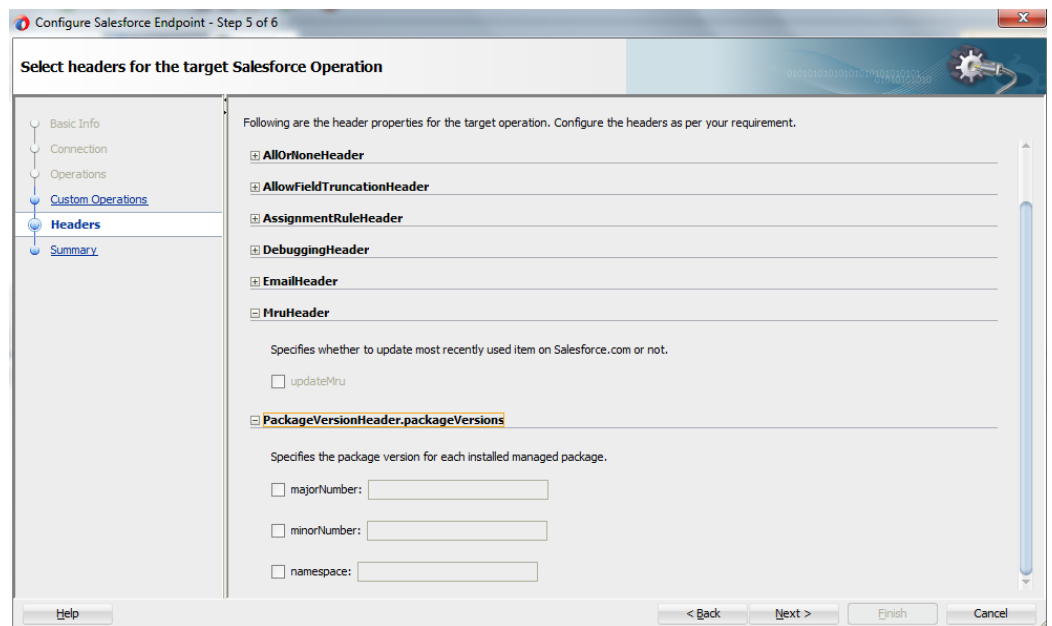 Configure Salesforce Endpoint - Step 5 of 6
Select headers for the target Salesforce Operation
Basic Info
Connection
Operations
Custom Operations
Headers
Summary
Following are the header properties for the target operation. Configure the headers as per your requirement.
AllOrNoneHeader
AllowFieldTruncationHeader
AssignmentRuleHeader
DebuggingHeader
EmailHeader
MruHeader
Specifies whether to update most recently used item on Salesforce.com or not.
updateMru
PackageVersionHeader.packageVersions
Specifies the package version for each installed managed package.
majorNumber:
minorNumber:
namespace:
Help
< Back
Next >
Finish
Cancel